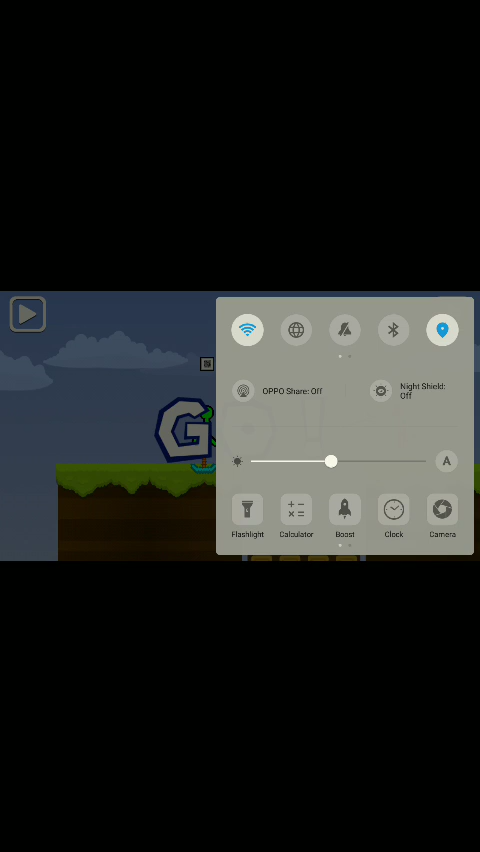 OPPO Share: Off
Night Shield:
Off
G
A
Flashlight
Calculator
Boost
Clock
Camera